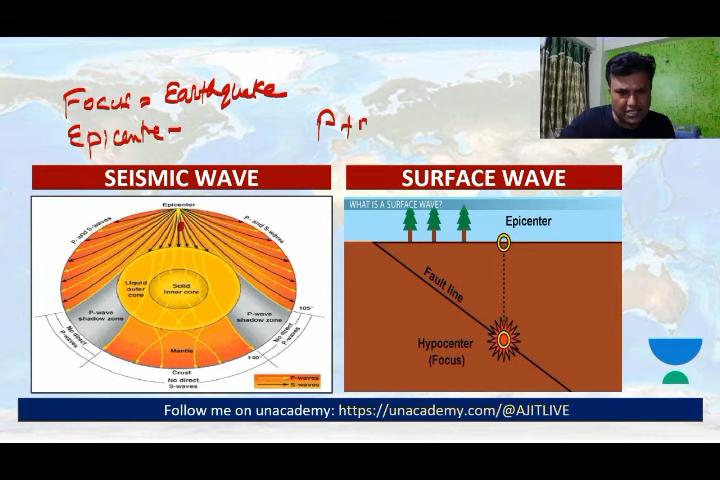 Focus = Earthquake
Epicentre -
SEISMIC WAVE
SURFACE WAVE
Epicenter
P- and S-waves
P- and S-waves
Liquid
outer
core
Solid
inner core
P-wave
shadow zone
P-wave
shadow zone
105°
No direct
P-waves
No direct
P-waves
140°
Mantle
Crust
No direct
S-waves
P-waves
S-waves
WHAT IS A SURFACE WAVE?
Epicenter
Fault line
Hypocenter
(Focus)
Follow me on unacademy: https://unacademy.com/@AJITLIVE